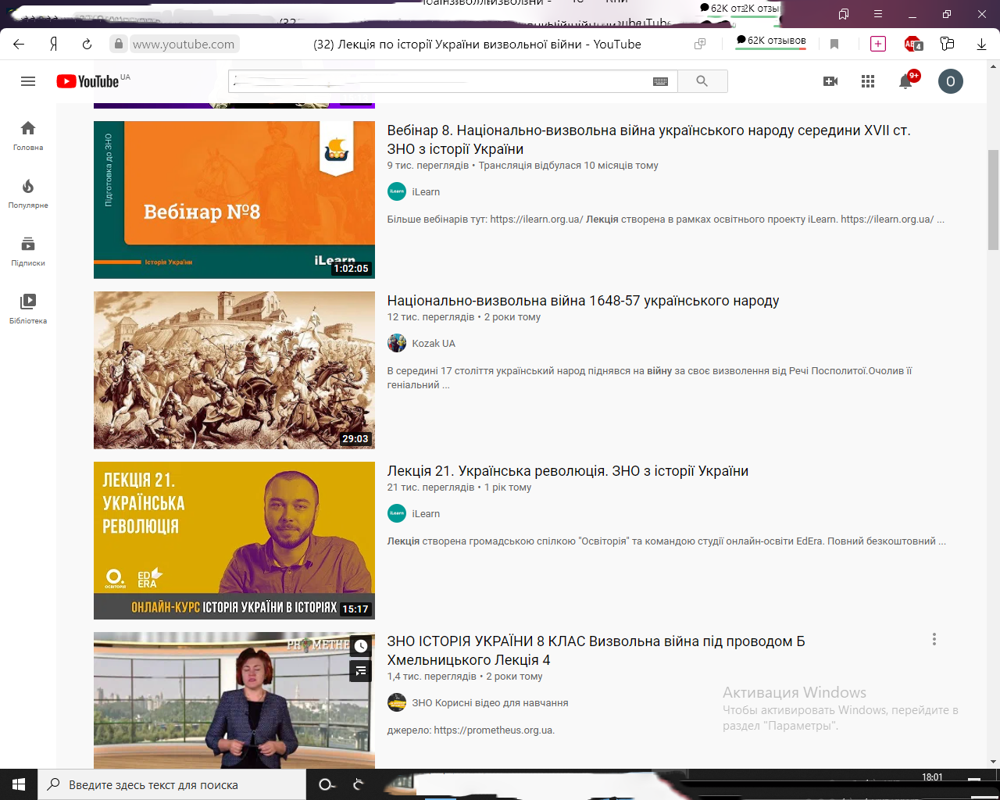 62K от
2K отзы
www.youtube.com
(32) Лекція по історії України визвольної війни - YouTube
62K отзывов
4
YouTube UA
9+
O
Головна
Популярне
Підписки
Бібліотека
Підготовка до ЗНО
Вебінар №8
Історія України
iLearn
1:02:05
Вебінар 8. Національно-визвольна війна українського народу середини XVII ст.
ЗНО з історії України
9 тис. переглядів • Трансляція відбулася 10 місяців тому
iLearn
Більше вебінарів тут: https://ilearn.org.ua/ Лекція створена в рамках освітнього проекту iLearn. https://ilearn.org.ua/ ...
29:03
Національно-визвольна війна 1648-57 українського народу
12 тис. переглядів • 2 роки тому
Kozak UA
В середині 17 століття український народ піднявся на війну за своє визволення від Речі Посполитої.Очолив її
геніальний ...
ЛЕКЦІЯ 21.
УКРАЇНСЬКА
РЕВОЛЮЦІЯ
ОСВІТОРІЯ
ED
ERA
ОНЛАЙН-КУРС ІСТОРІЯ УКРАЇНИ В ІСТОРІЯХ
15:17
Лекція 21. Українська революція. ЗНО з історії України
21 тис. переглядів • 1 рік тому
iLearn
Лекція створена громадською спілкою "Освіторія" та командою студії онлайн-освіти EdEra. Повний безкоштовний ...
ЗНО ІСТОРІЯ УКРАЇНИ 8 КЛАС Визвольна війна під проводом Б
Хмельницького Лекція 4
1,4 тис. переглядів • 2 роки тому
ЗНО Корисні відео для навчання
джерело: https://prometheus.org.ua.
Активация Windows
Чтобы активировать Windows, перейдите в
раздел "Параметры".
Введите здесь текст для поиска
18:01